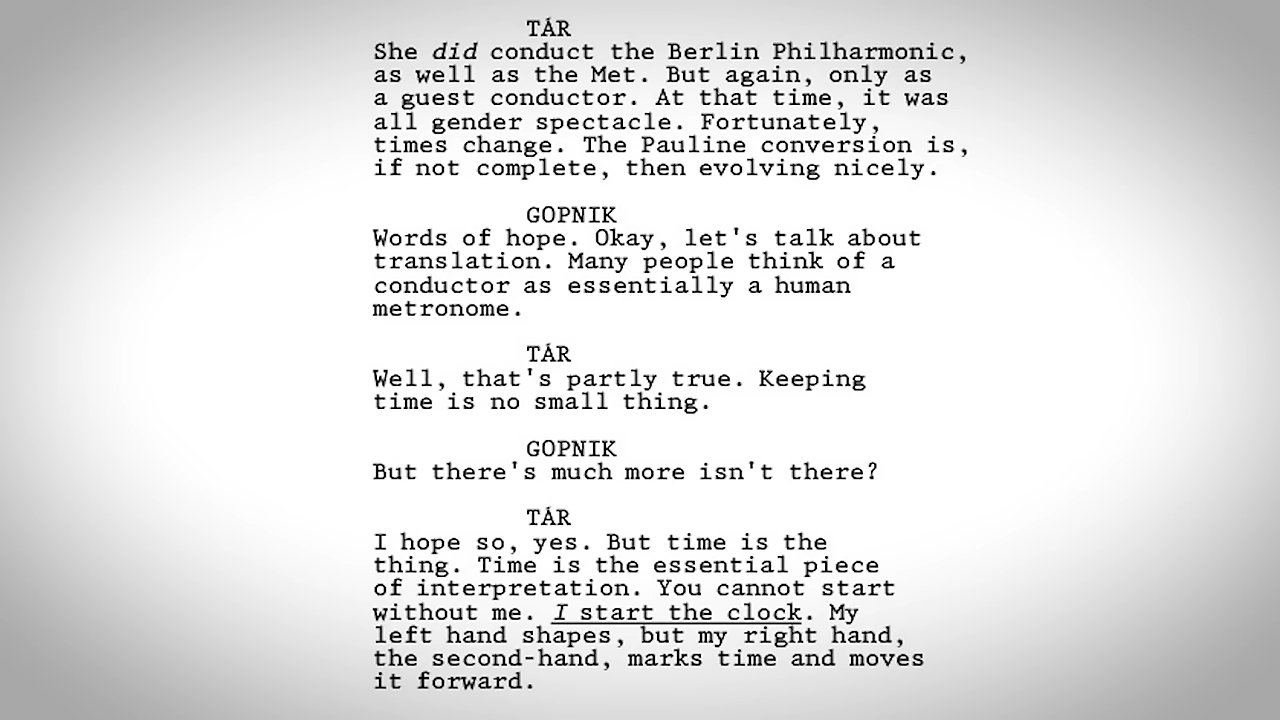 TÁR
She did conduct the Berlin Philharmonic,
as well as the Met. But again, only as
a guest conductor. At that time, it was
all gender spectacle. Fortunately,
times change. The Pauline conversion is,
if not complete, then evolving nicely.
GOPNIK
Words of hope. Okay, let's talk about
translation. Many people think of a
conductor as essentially a human
metronome.
TÁR
Well, that's partly true. Keeping
time is no small thing.
GOPNIK
But there's much more isn't there?
TÁR
I hope so, yes. But time is the
thing. Time is the essential piece
of interpretation. You cannot start
without me. I start the clock. My
left hand shapes, but my right hand,
the second-hand, marks time and moves
it forward.